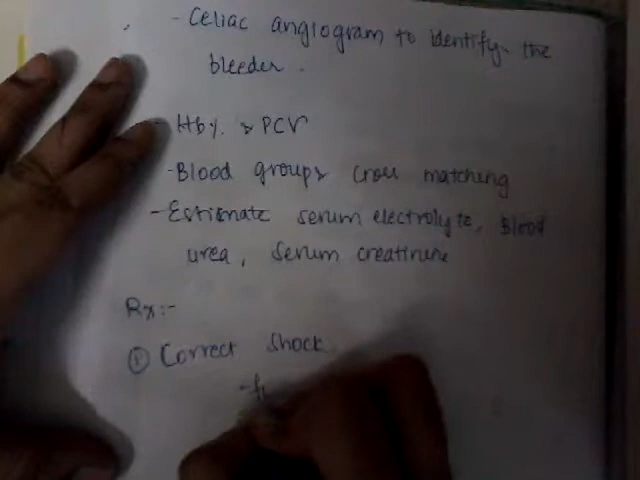 - Celiac angiogram to identify the
bleeder.
- Hb%. & PCV
- Blood group & cross matching
- Estimate serum electrolyte, Blood
urea, serum creatinine
Rx:-
① Correct shock